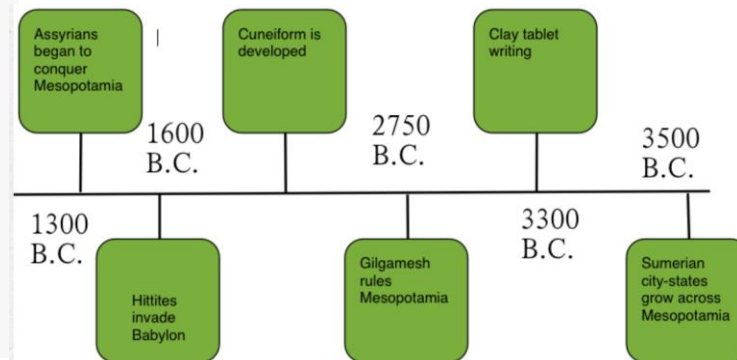 Assyrians
began to
conquer
Mesopotamia
1600
B.C.
Cuneiform is
developed
2750
B.C.
Clay tablet
writing
3500
B.C.
1300
B.C.
Hittites
invade
Babylon
Gilgamesh
rules
Mesopotamia
3300
B.C.
Sumerian
city-states
grow across
Mesopotamia